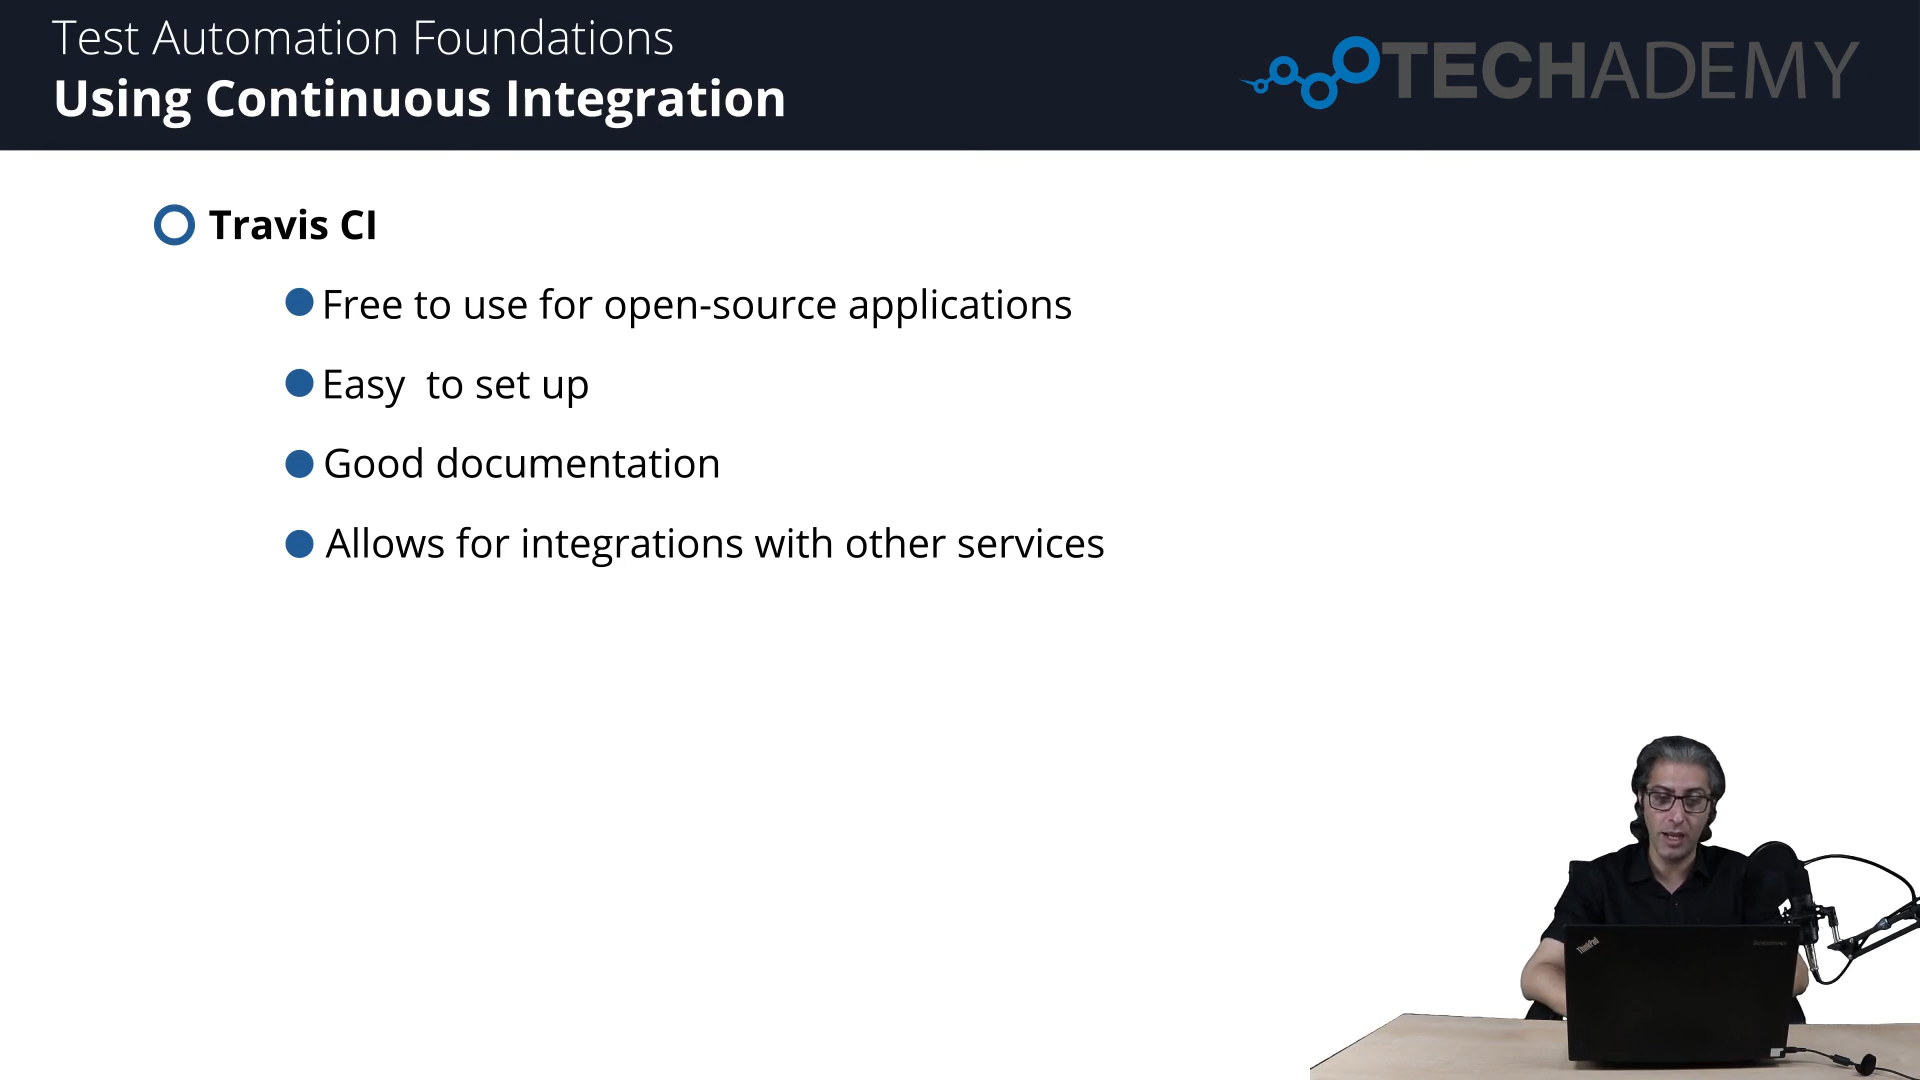 Test Automation Foundations
Using Continuous Integration
TECHADEMY
Travis CI
Free to use for open-source applications
Easy  to set up
Good documentation
Allows for integrations with other services
ThinkPad